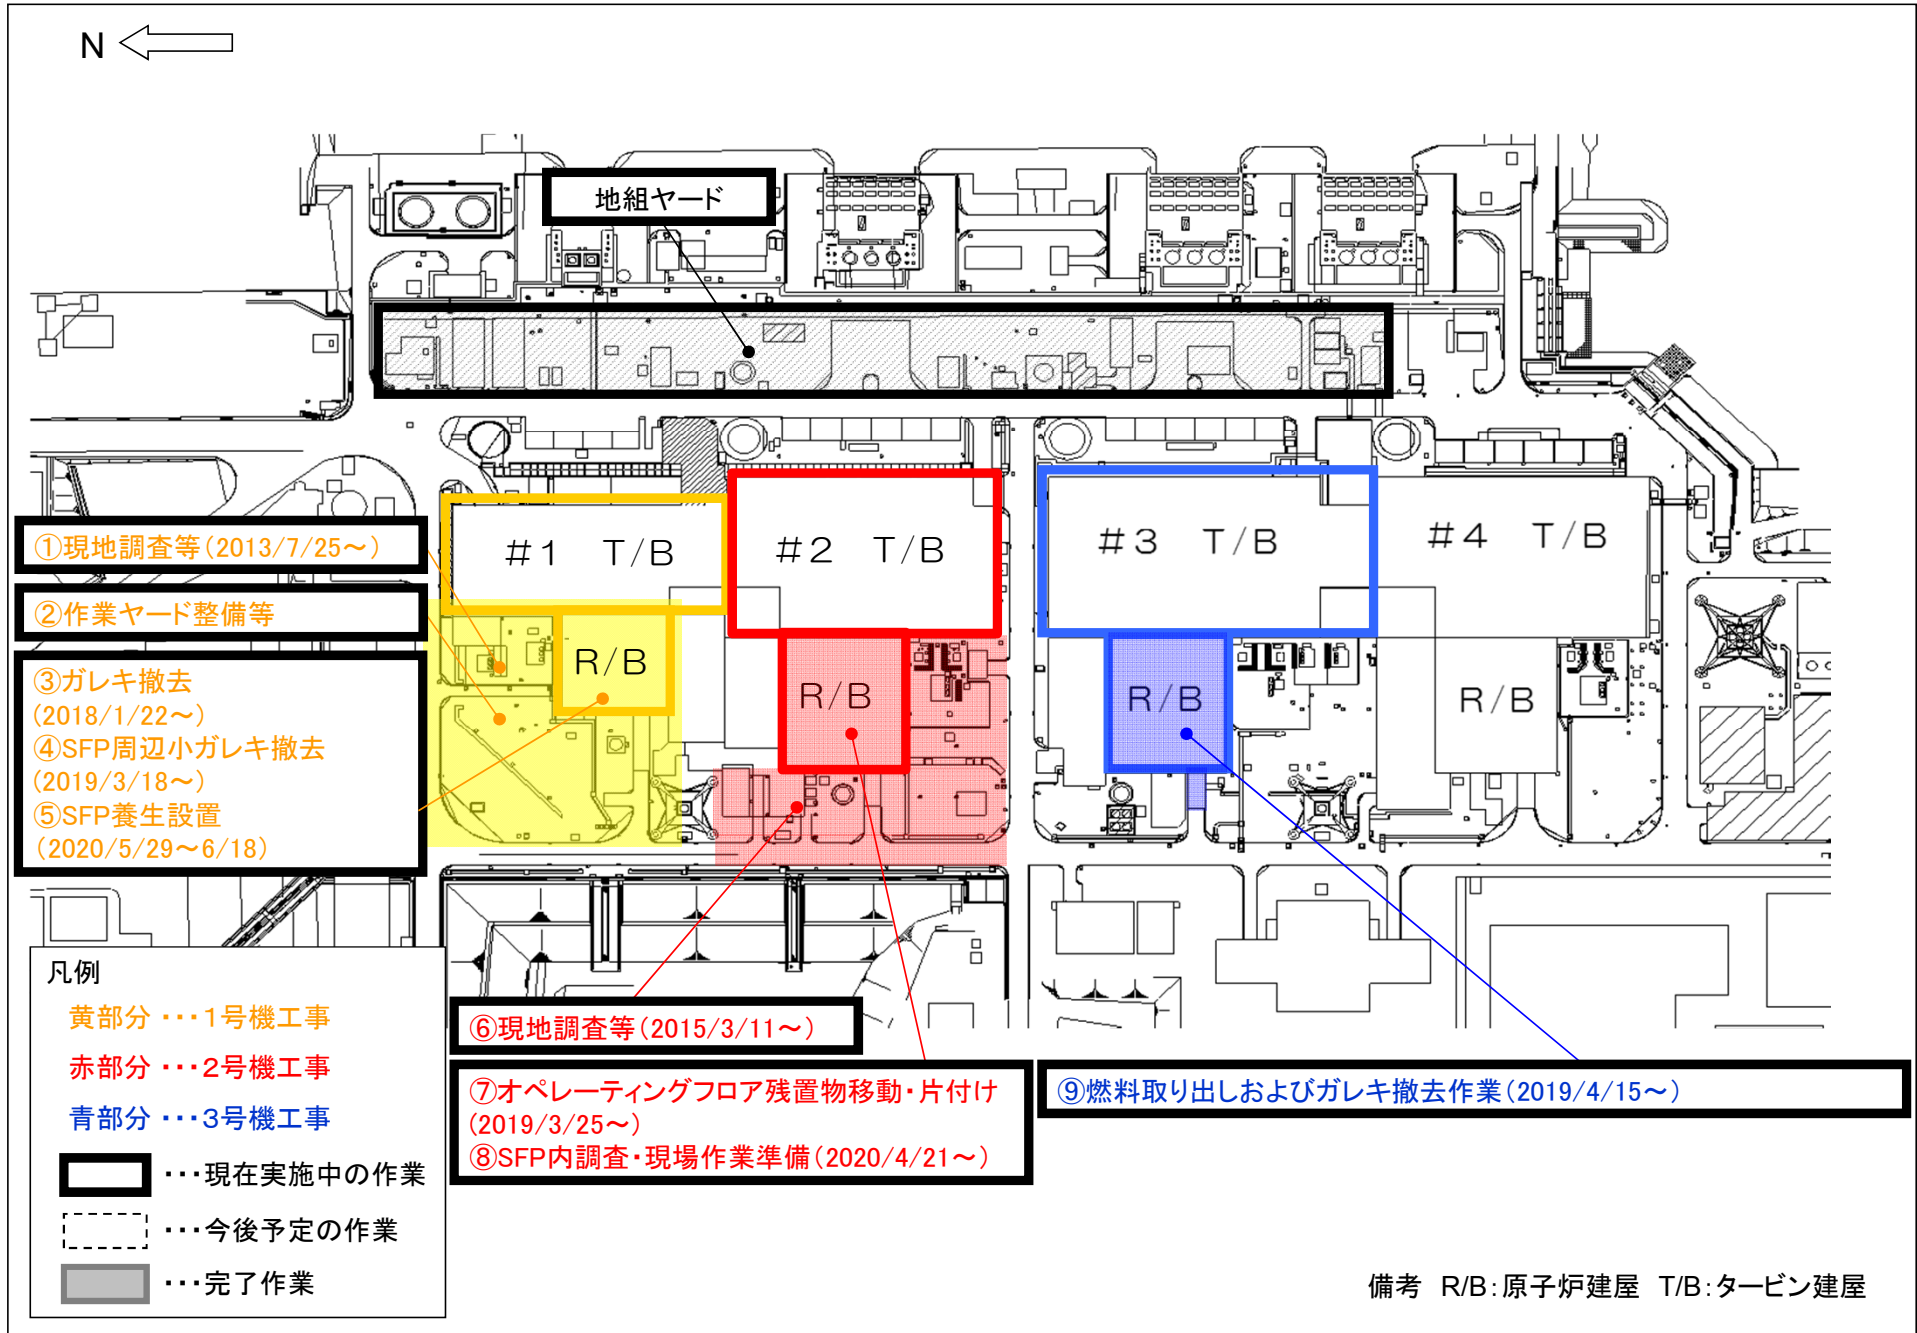 N
地組ヤード
①現地調査等(2013/7/25～)
②作業ヤード整備等
③ガレキ撤去
(2018/1/22～)
④SFP周辺小ガレキ撤去
(2019/3/18～)
⑤SFP養生設置
(2020/5/29～6/18)
#1 T/B
#2 T/B
#3 T/B
#4 T/B
R/B
R/B
R/B
R/B
⑥現地調査等(2015/3/11～)
⑦オペレーティングフロア残置物移動・片付け
(2019/3/25～)
⑧SFP内調査・現場作業準備(2020/4/21～)
⑨燃料取り出しおよびガレキ撤去作業(2019/4/15～)
凡例
黄部分 ・・・1号機工事
赤部分 ・・・2号機工事
青部分 ・・・3号機工事
・・・現在実施中の作業
・・・今後予定の作業
・・・完了作業
備考 R/B:原子炉建屋 T/B:タービン建屋